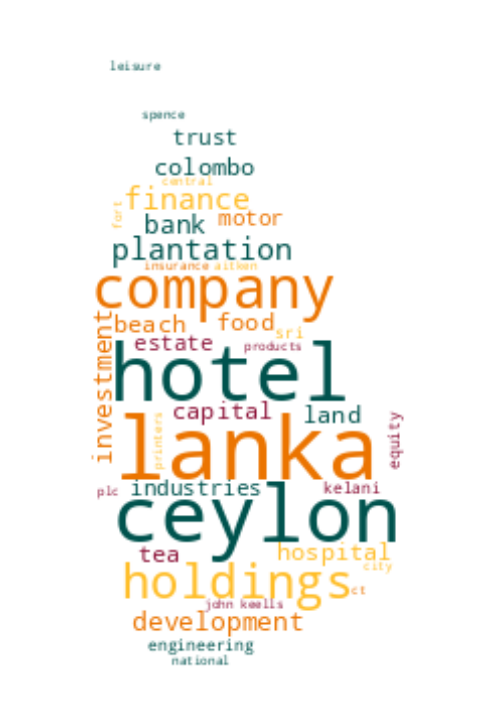 leisure
spence
trust
colombo
central
finance
fort
bank motor
plantation
insurance aitken
company
beach food
sri
investment
estate products
hotel
capital land
equity
printers
lanka
plc industries kelani
ceylon
tea hospital
city
holdings ct
john keells
development
engineering
national